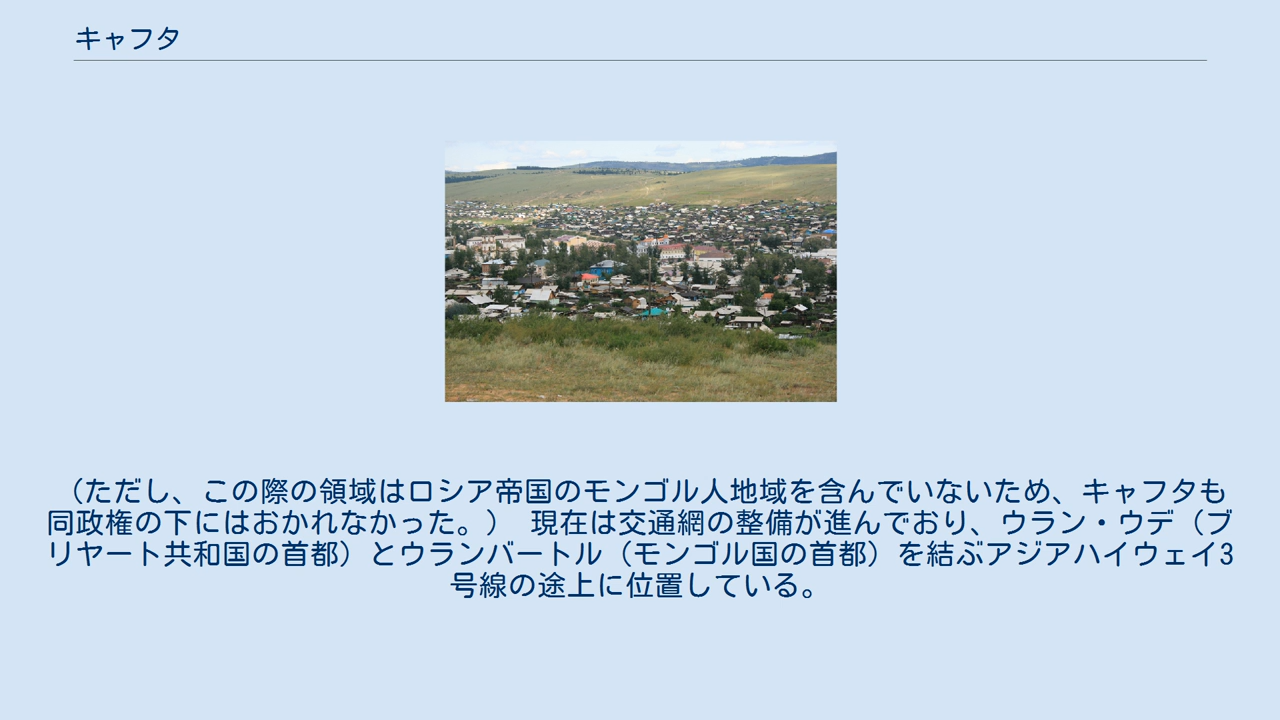 キャフタ
（ただし、この際の領域はロシア帝国のモンゴル人地域を含んでいないため、キャフタも
同政権の下にはおかれなかった。） 現在は交通網の整備が進んでおり、ウラン・ウデ（ブ
リヤート共和国の首都）とウランバートル（モンゴル国の首都）を結ぶアジアハイウェイ3
号線の途上に位置している。